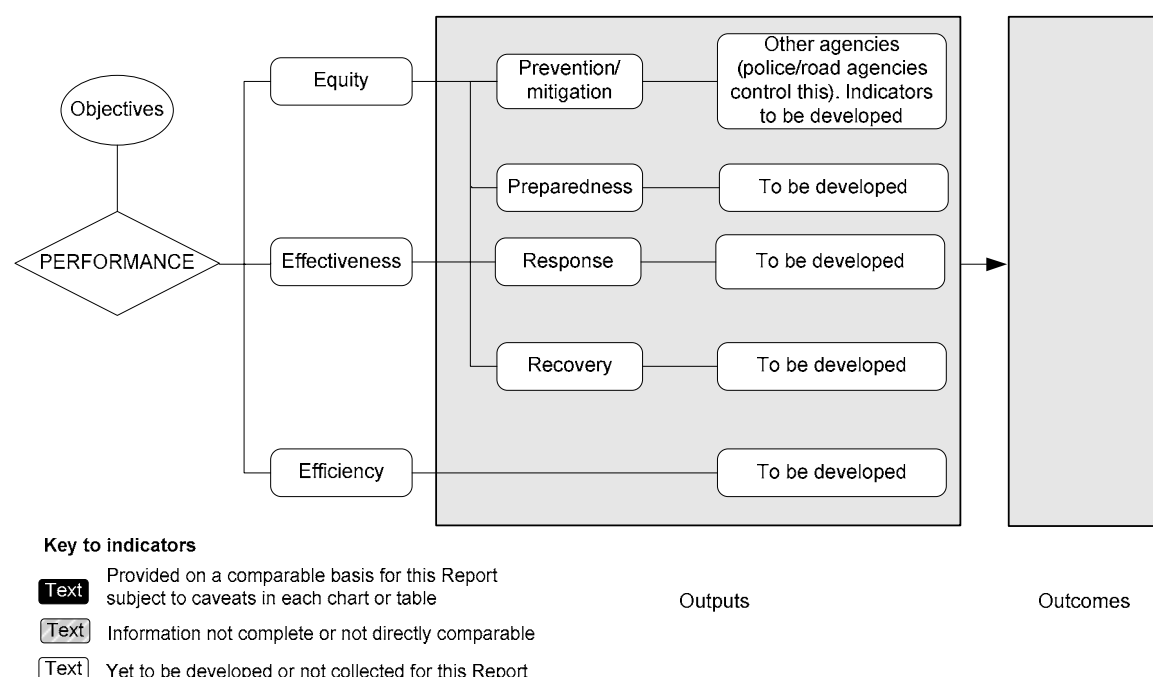 Objectives
PERFORMANCE
Equity
Effectiveness
Efficiency
Prevention/
mitigation
Preparedness
Response
Recovery
Other agencies
(police/road agencies
control this). Indicators
to be developed
To be developed
To be developed
To be developed
To be developed
Outputs
Outcomes
Key to indicators
Text
Provided on a comparable basis for this Report
subject to caveats in each chart or table
Text
Information not complete or not directly comparable
Text
Yet to be developed or not collected for this Report